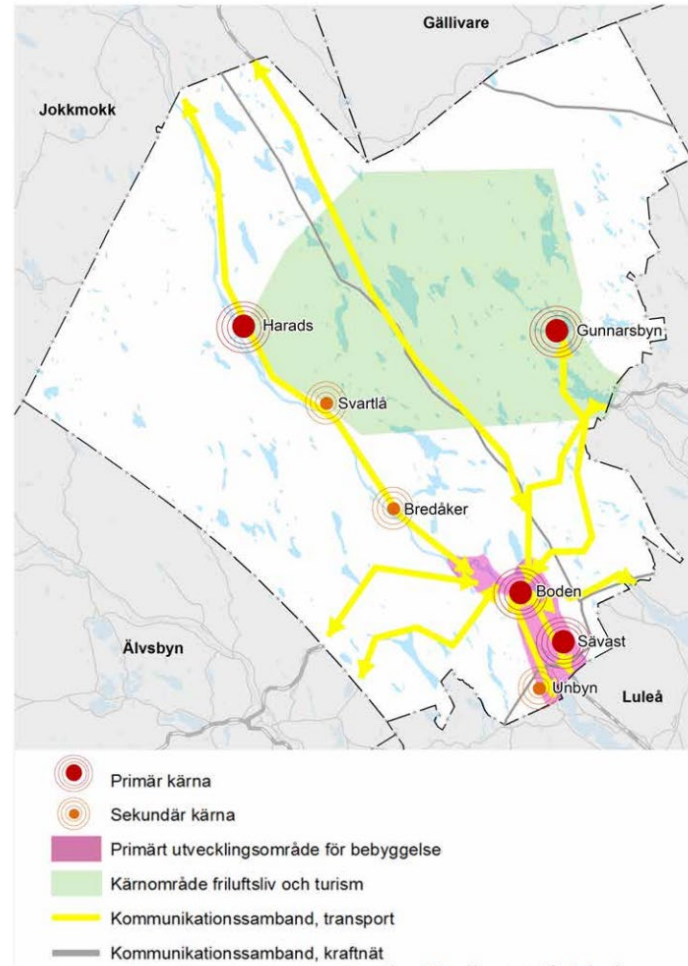 Gällivare
Jokkmokk
Harads
Gunnarsbyn
Svartlå
Bredåker
Boden
Älvsbyn
Sävast
Unbyn
Luleå
Primär kärna
Sekundär kärna
Primärt utvecklingsområde för bebyggelse
Kärnområde friluftsliv och turism
Kommunikationssamband, transport
Kommunikationssamband, kraftnät